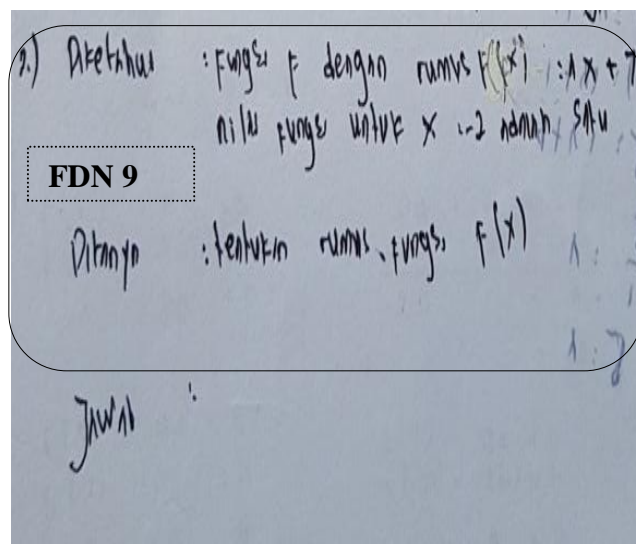 2.) Diketahui : Fungsi F dengan rumus F(x) : ax + 7
nilai fungsi untuk x : -2 adalah satu
FDN 9
Ditanya : tentukan rumus fungsi F(x)
Jawab :